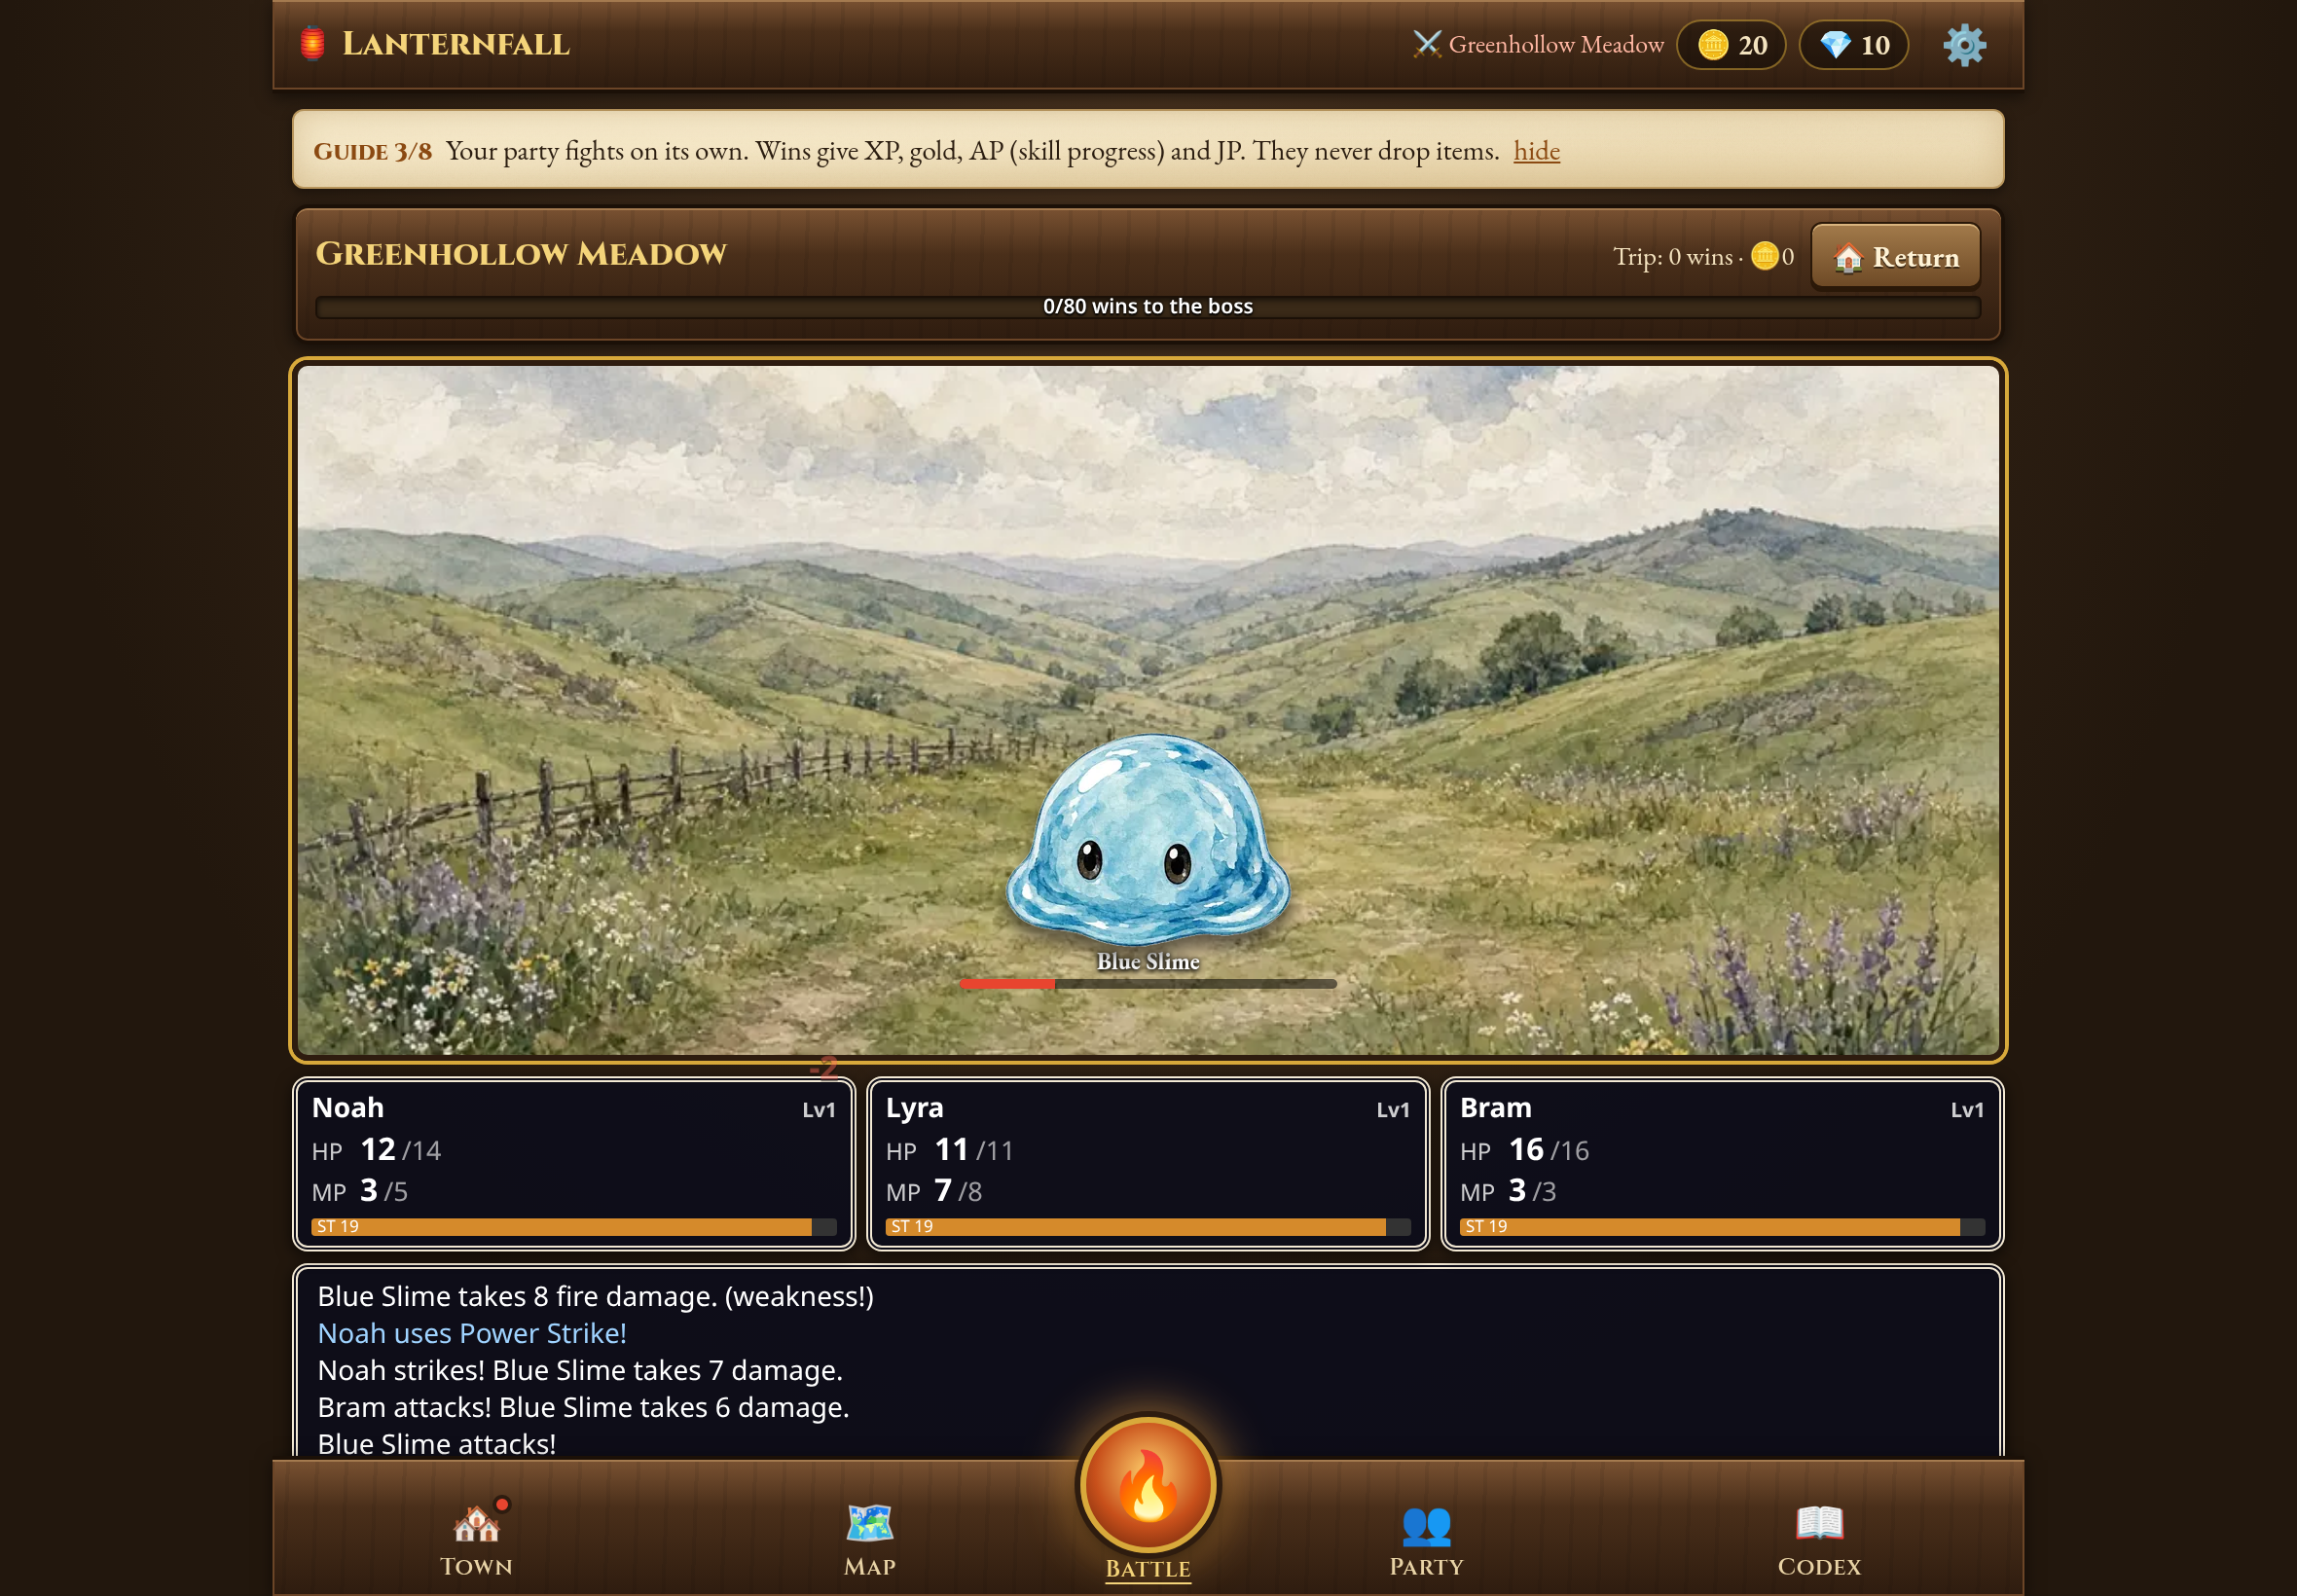 Lanternfall
Greenhollow Meadow 20 10
Guide 3/8 Your party fights on its own. Wins give XP, gold, AP (skill progress) and JP. They never drop items. hide
Greenhollow Meadow
Trip: 0 wins · 0 Return
0/80 wins to the boss
Blue Slime
-2
Noah Lv1
HP 12 /14
MP 3 /5
ST 19
Lyra Lv1
HP 11 /11
MP 7 /8
ST 19
Bram Lv1
HP 16 /16
MP 3 /3
ST 19
Blue Slime takes 8 fire damage. (weakness!)
Noah uses Power Strike!
Noah strikes! Blue Slime takes 7 damage.
Bram attacks! Blue Slime takes 6 damage.
Blue Slime attacks!
Town
Map
Battle
Party
Codex